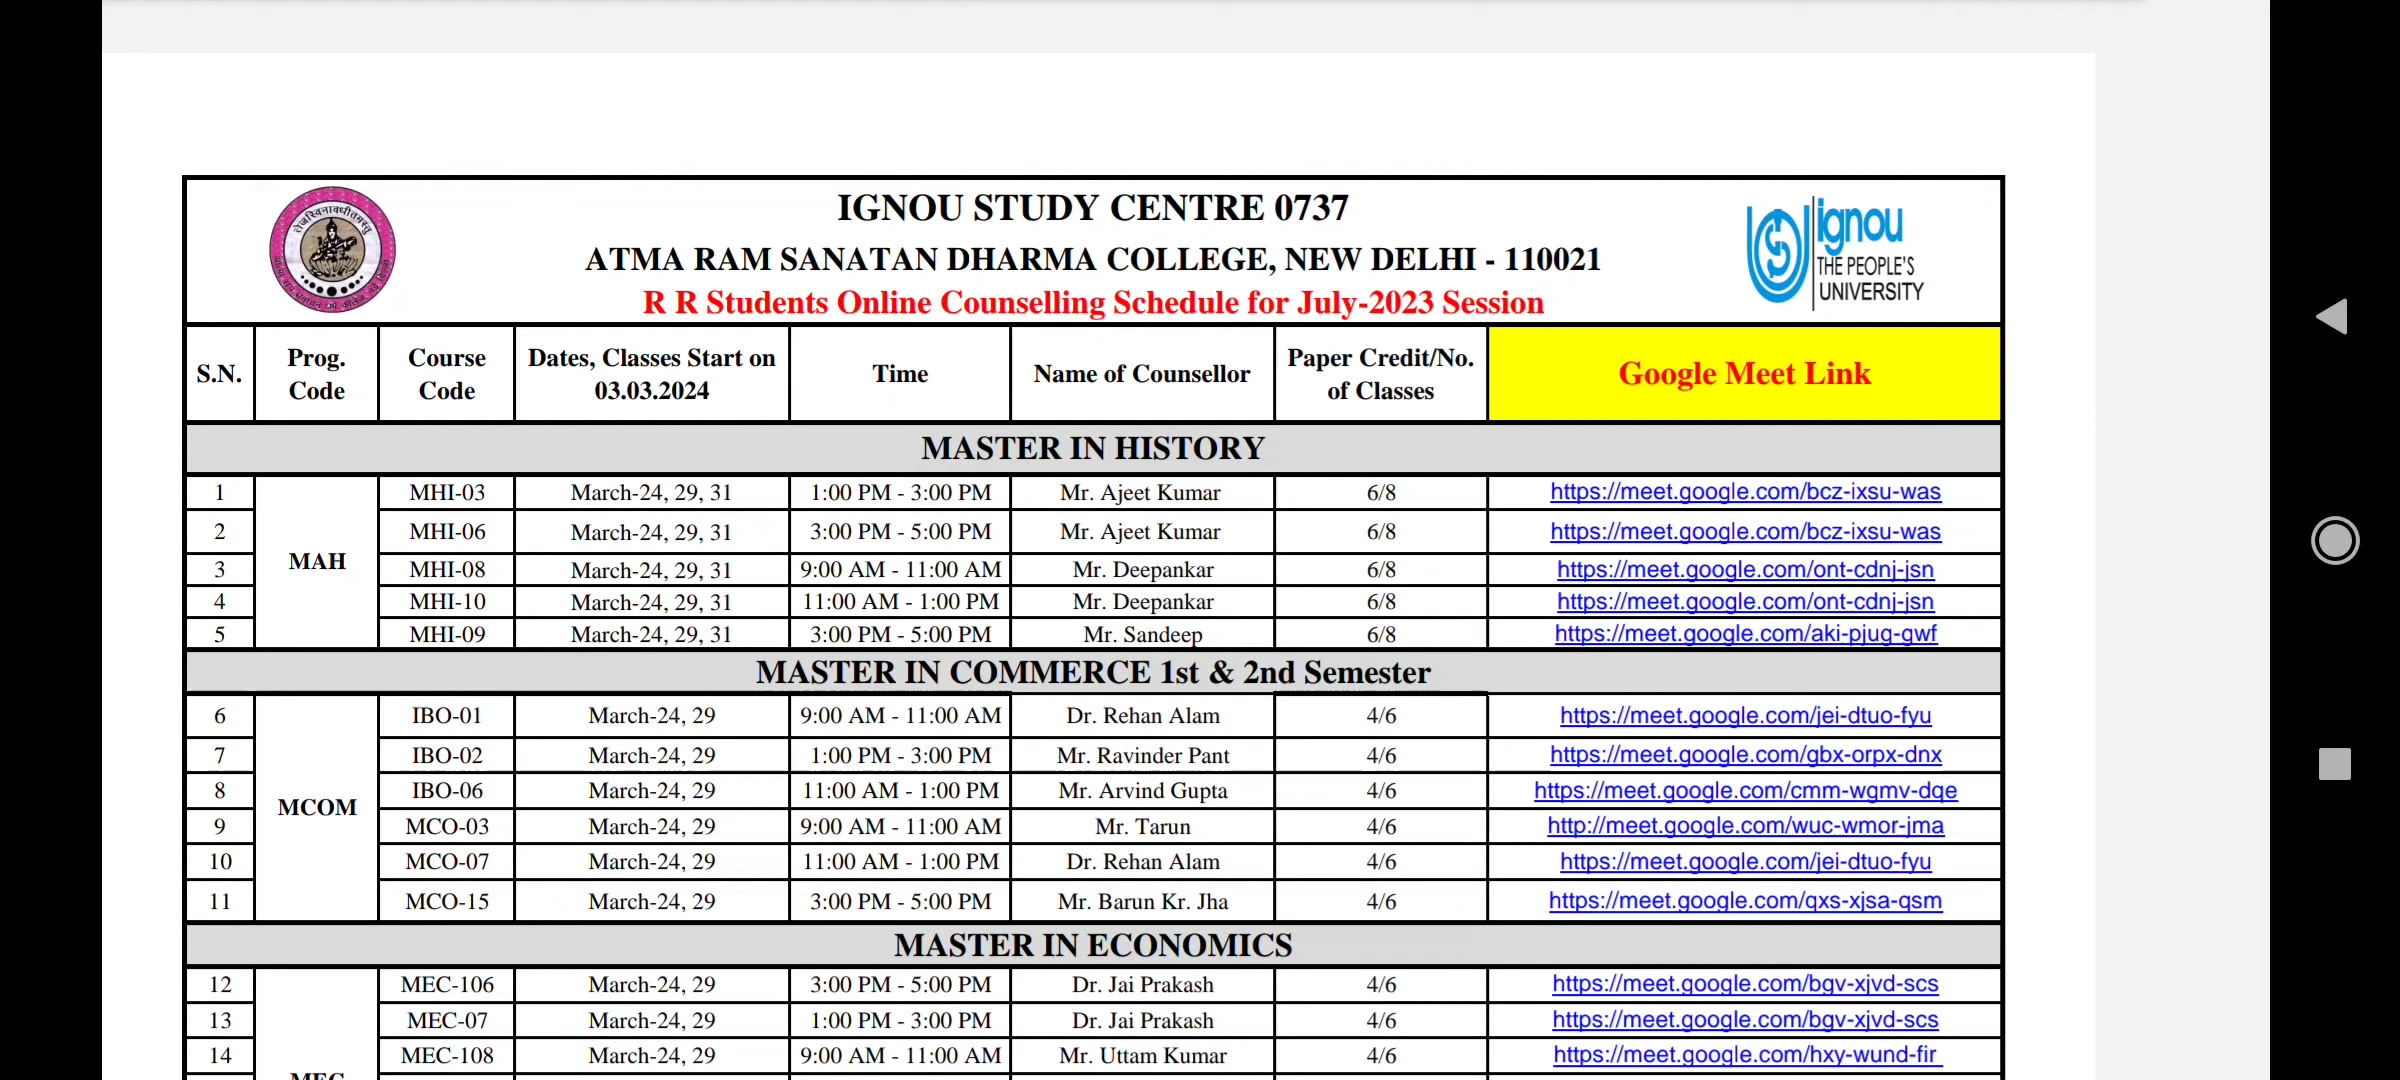 IGNOU STUDY CENTRE 0737
ATMA RAM SANATAN DHARMA COLLEGE, NEW DELHI - 110021
R R Students Online Counselling Schedule for July-2023 Session
ignou
THE PEOPLE'S
UNIVERSITY
S.N. Prog. Code Course Code Dates, Classes Start on 03.03.2024 Time Name of Counsellor Paper Credit/No. of Classes Google Meet Link
MASTER IN HISTORY
MAH
1 MHI-03 March-24, 29, 31 1:00 PM - 3:00 PM Mr. Ajeet Kumar 6/8 https://meet.google.com/bcz-ixsu-was
2 MHI-06 March-24, 29, 31 3:00 PM - 5:00 PM Mr. Ajeet Kumar 6/8 https://meet.google.com/bcz-ixsu-was
3 MHI-08 March-24, 29, 31 9:00 AM - 11:00 AM Mr. Deepankar 6/8 https://meet.google.com/ont-cdnj-jsn
4 MHI-10 March-24, 29, 31 11:00 AM - 1:00 PM Mr. Deepankar 6/8 https://meet.google.com/ont-cdnj-jsn
5 MHI-09 March-24, 29, 31 3:00 PM - 5:00 PM Mr. Sandeep 6/8 https://meet.google.com/aki-pjug-gwf
MASTER IN COMMERCE 1st & 2nd Semester
MCOM
6 IBO-01 March-24, 29 9:00 AM - 11:00 AM Dr. Rehan Alam 4/6 https://meet.google.com/jei-dtuo-fyu
7 IBO-02 March-24, 29 1:00 PM - 3:00 PM Mr. Ravinder Pant 4/6 https://meet.google.com/gbx-orpx-dnx
8 IBO-06 March-24, 29 11:00 AM - 1:00 PM Mr. Arvind Gupta 4/6 https://meet.google.com/cmm-wgmv-dqe
9 MCO-03 March-24, 29 9:00 AM - 11:00 AM Mr. Tarun 4/6 http://meet.google.com/wuc-wmor-jma
10 MCO-07 March-24, 29 11:00 AM - 1:00 PM Dr. Rehan Alam 4/6 https://meet.google.com/jei-dtuo-fyu
11 MCO-15 March-24, 29 3:00 PM - 5:00 PM Mr. Barun Kr. Jha 4/6 https://meet.google.com/qxs-xjsa-qsm
MASTER IN ECONOMICS
12 MEC-106 March-24, 29 3:00 PM - 5:00 PM Dr. Jai Prakash 4/6 https://meet.google.com/bgv-xjvd-scs
13 MEC-07 March-24, 29 1:00 PM - 3:00 PM Dr. Jai Prakash 4/6 https://meet.google.com/bgv-xjvd-scs
14 MEC-108 March-24, 29 9:00 AM - 11:00 AM Mr. Uttam Kumar 4/6 https://meet.google.com/hxy-wund-fir